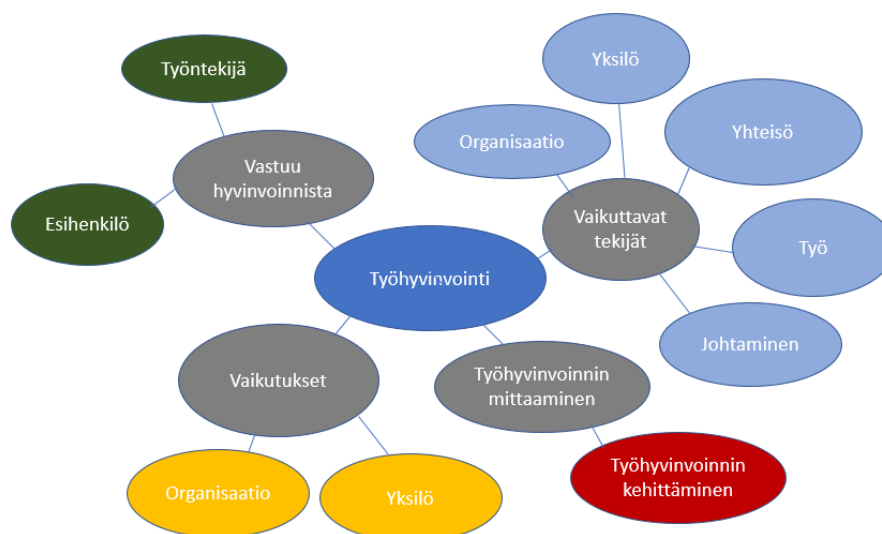 Työntekijä
Yksilö
Organisaatio
Yhteisö
Vastuu
hyvinvoinnista
Esihenkilö
Vaikuttavat
tekijät
Työ
Työhyvinvointi
Johtaminen
Vaikutukset
Työhyvinvoinnin
mittaaminen
Organisaatio
Yksilö
Työhyvinvoinnin
kehittäminen